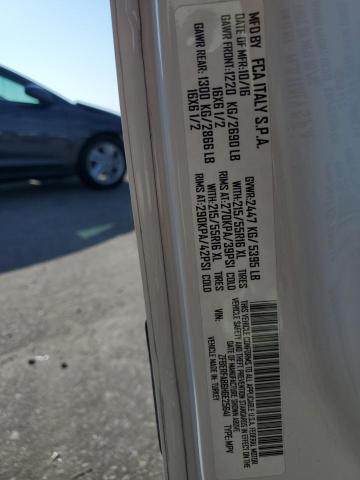 MFD BY FCA ITALY S.P.A.
DATE OF MFR: 10/16 GVWR: 2447 KG/5395 LB
GAWR FRONT: 1220 KG/2690 LB WITH: 215/55R16 XL TIRES
16X6 1/2 RIMS AT: 270KPA/39PSI COLD
GAWR REAR: 1300 KG/2866 LB WITH: 215/55R16 XL TIRES
16X6 1/2 RIMS AT: 290KPA/42PSI COLD
THIS VEHICLE CONFORMS TO ALL APPLICABLE U.S.A. FEDERAL MOTOR
VEHICLE SAFETY AND THEFT PREVENTION STANDARDS IN EFFECT ON
THE DATE OF MANUFACTURE SHOWN ABOVE.
TYPE: MPV
MADE IN: TURKEY